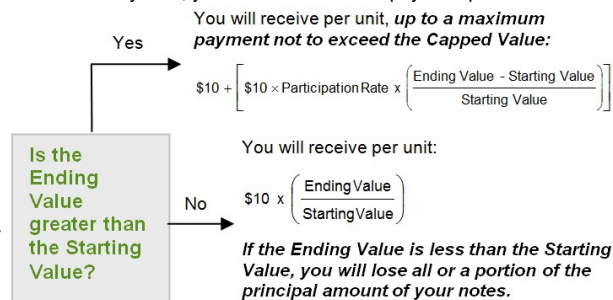 You will receive per unit, up to a maximum
payment not to exceed the Capped Value:
Yes
$10 + [ $10 × Participation Rate x ( Ending Value - Starting Value / Starting Value ) ]
Is the
Ending
Value
greater than
the Starting
Value?
No
You will receive per unit:
$10 x ( Ending Value / Starting Value )
If the Ending Value is less than the Starting
Value, you will lose all or a portion of the
principal amount of your notes.